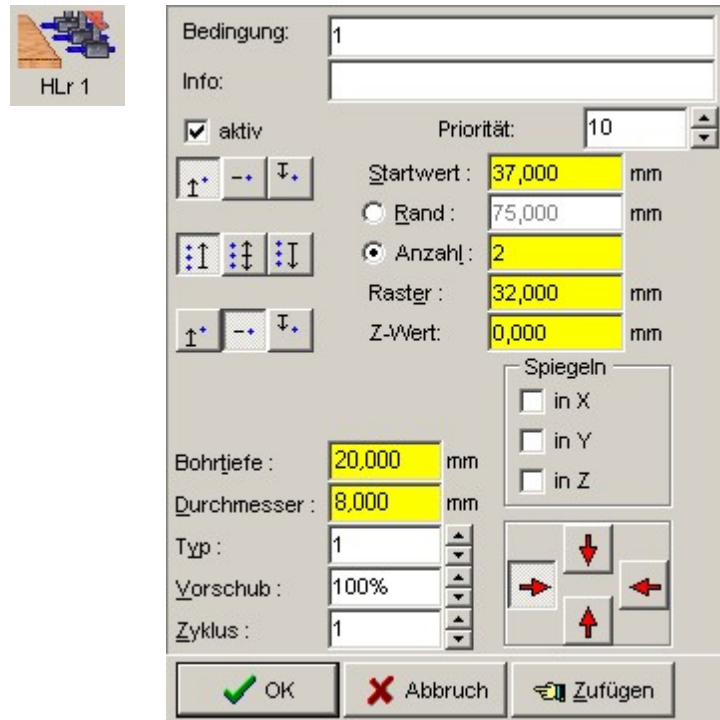 HLr 1
Bedingung: 1
Info:
aktiv Priorität: 10
Startwert : 37,000 mm
Rand : 75,000 mm
Anzahl : 2
Raster : 32,000 mm
Z-Wert: 0,000 mm
Spiegeln
in X
in Y
in Z
Bohrtiefe : 20,000 mm
Durchmesser : 8,000 mm
Typ : 1
Vorschub : 100%
Zyklus : 1
OK Abbruch Zufügen